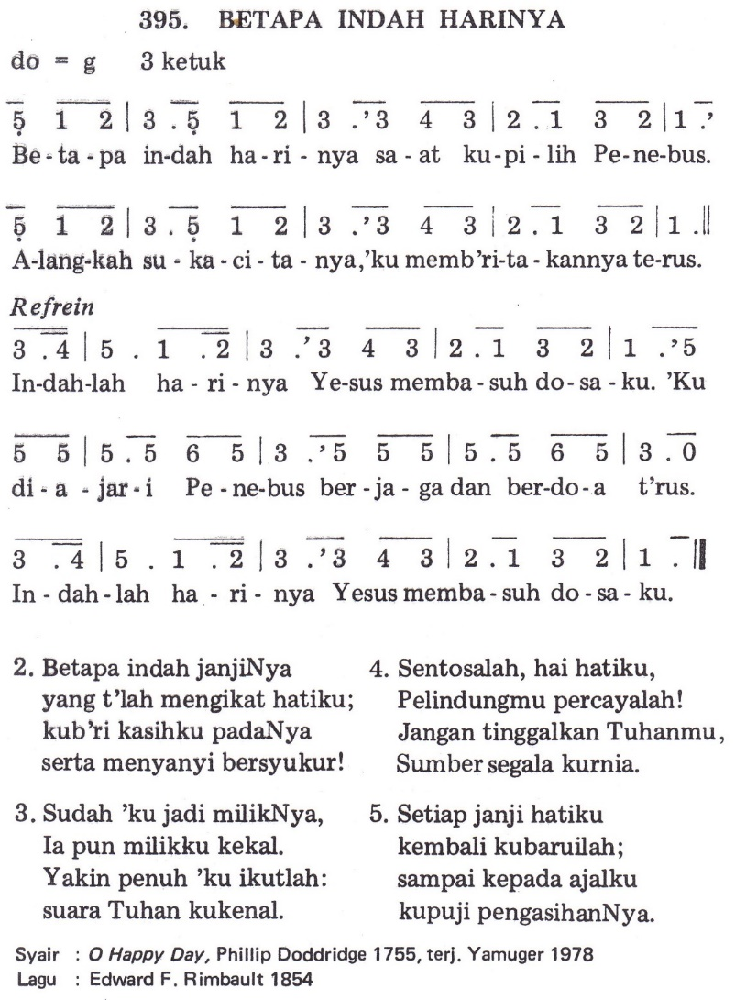 395. BETAPA INDAH HARINYA
do = g 3 ketuk
5̣ 1 2 | 3 . 5̣ 1 2 | 3 .’3 4 3 | 2 . 1 3 2 | 1 .’
Be - ta - pa in-dah ha - ri - nya sa - at ku-pi - lih Pe-ne-bus.
5̣ 1 2 | 3 . 5̣ 1 2 | 3 .’3 4 3 | 2 . 1 3 2 | 1 . ||
A-lang-kah su - ka - ci - ta - nya,’ku memb’ri-ta - kannya te-rus.
Refrein
3 . 4 | 5 . 1 . 2 | 3 .’3 4 3 | 2 . 1 3 2 | 1 .’5
In-dah-lah ha - ri - nya Ye-sus memba - suh do- sa - ku. ’Ku
5 5 | 5 . 5 6 5 | 3 .’5 5 5 | 5 . 5 6 5 | 3 . 0
di - a - jar - i Pe - ne-bus ber - ja - ga dan ber-do - a t’rus.
3 . 4 | 5 . 1 . 2 | 3 .’3 4 3 | 2 . 1 3 2 | 1 . ||
In - dah - lah ha - ri - nya Yesus memba - suh do - sa - ku.
2. Betapa indah janjiNya
yang t’lah mengikat hatiku;
kub’ri kasihku padaNya
serta menyanyi bersyukur!
3. Sudah ’ku jadi milikNya,
Ia pun milikku kekal.
Yakin penuh ’ku ikutlah:
suara Tuhan kukenal.
4. Sentosalah, hai hatiku,
Pelindungmu percayalah!
Jangan tinggalkan Tuhanmu,
Sumber segala kurnia.
5. Setiap janji hatiku
kembali kubaruilah;
sampai kepada ajalku
kupuji pengasihanNya.
Syair : O Happy Day, Phillip Doddridge 1755, terj. Yamuger 1978
Lagu : Edward F. Rimbault 1854